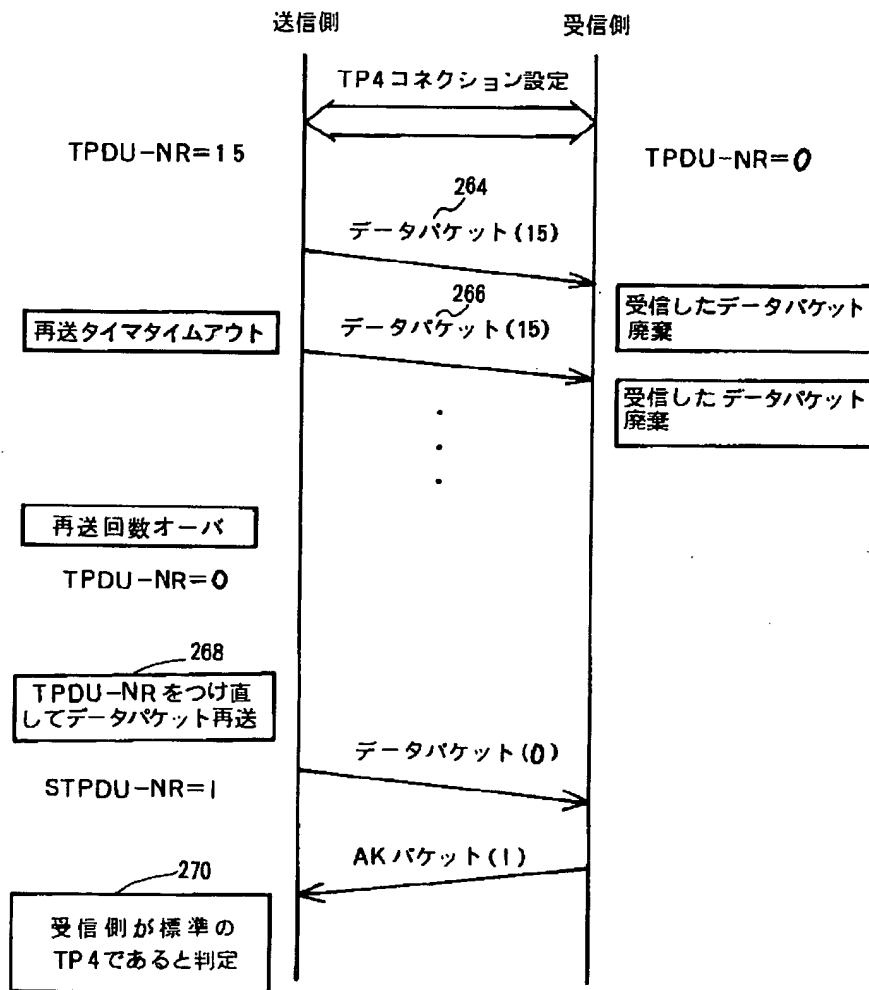 送信側
受信側
TP4コネクション設定
TPDU-NR=15
TPDU-NR=0
264
データパケット(15)
266
受信したデータパケット
廃棄
再送タイマタイムアウト
データパケット(15)
受信したデータパケット
廃棄
再送回数オーバ
TPDU-NR=0
268
TPDU-NRをつけ直
してデータパケット再送
データパケット(0)
STPDU-NR=1
AKパケット(1)
270
受信側が標準の
TP4であると判定